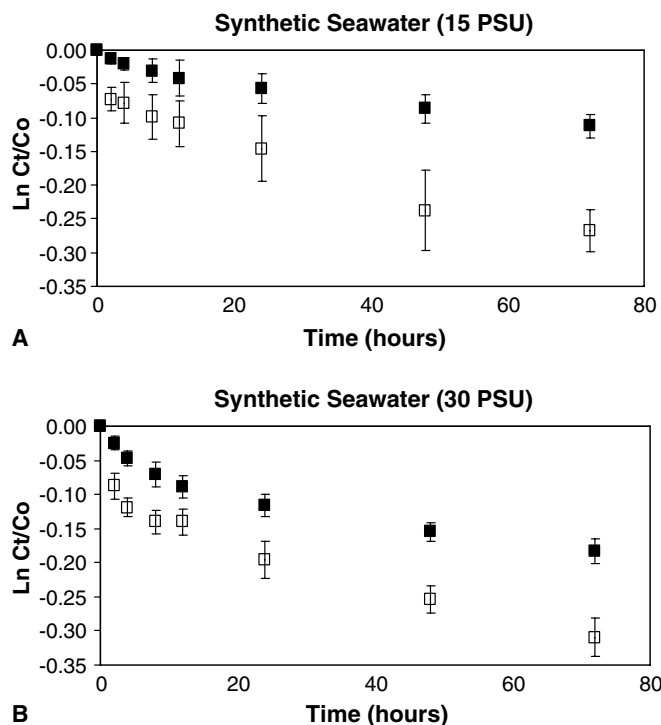 Synthetic Seawater (15 PSU)
0.00
-0.05
-0.10
-0.15
-0.20
-0.25
-0.30
-0.35
Ln Ct/Co
0 20 40 60 80
Time (hours)
A
Synthetic Seawater (30 PSU)
0.00
-0.05
-0.10
-0.15
-0.20
-0.25
-0.30
-0.35
Ln Ct/Co
0 20 40 60 80
Time (hours)
B